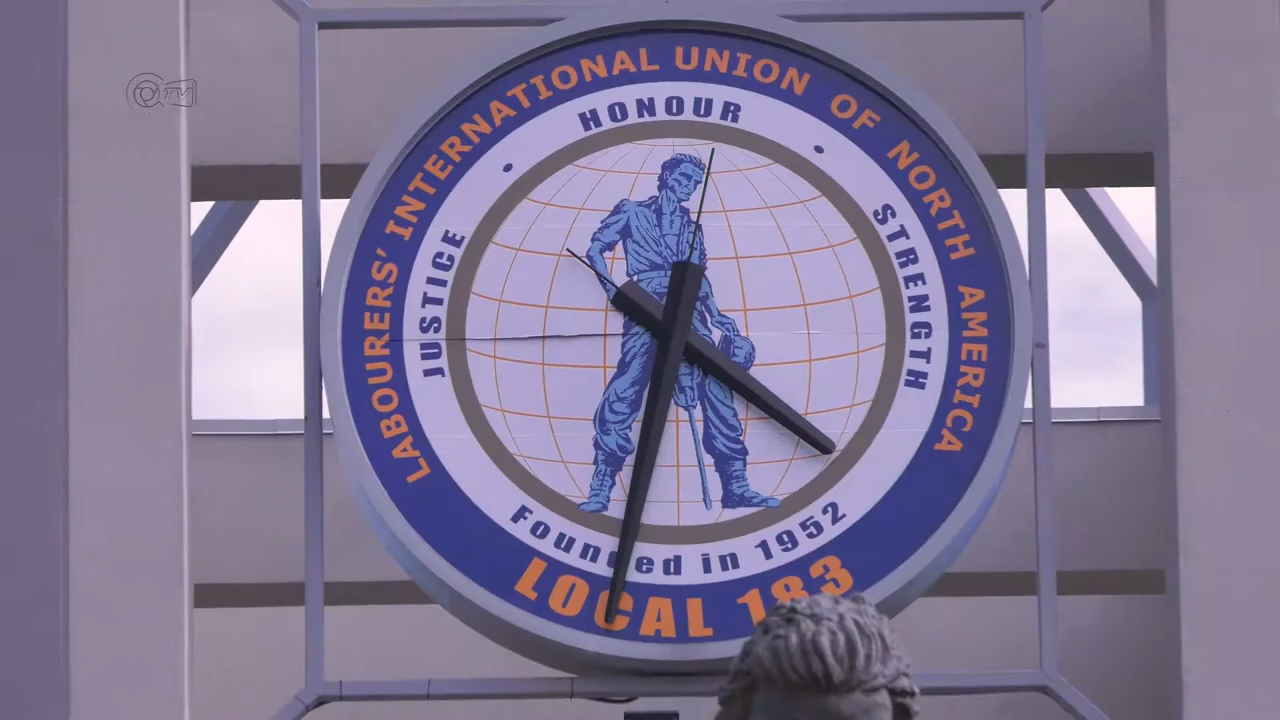 LABOURERS' INTERNATIONAL UNION OF NORTH AMERICA
JUSTICE • HONOUR • STRENGTH
Founded in 1952
LOCAL 183